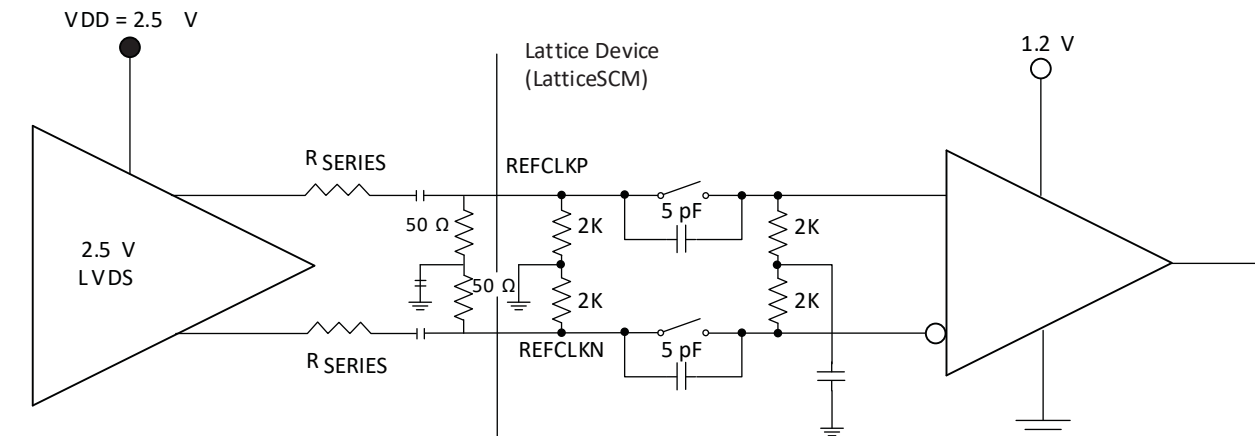 VDD = 2.5 V
Lattice Device
(LatticeSCM)
1.2 V
R SERIES
REFCLKP
50 Ω
2K
5 pF
2K
2.5 V
LVDS
50 Ω
2K
2K
R SERIES
REFCLKN
5 pF